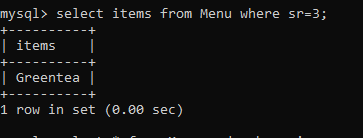 mysql> select items from Menu where sr=3;
+----------+
| items    |
+----------+
| Greentea |
+----------+
1 row in set (0.00 sec)